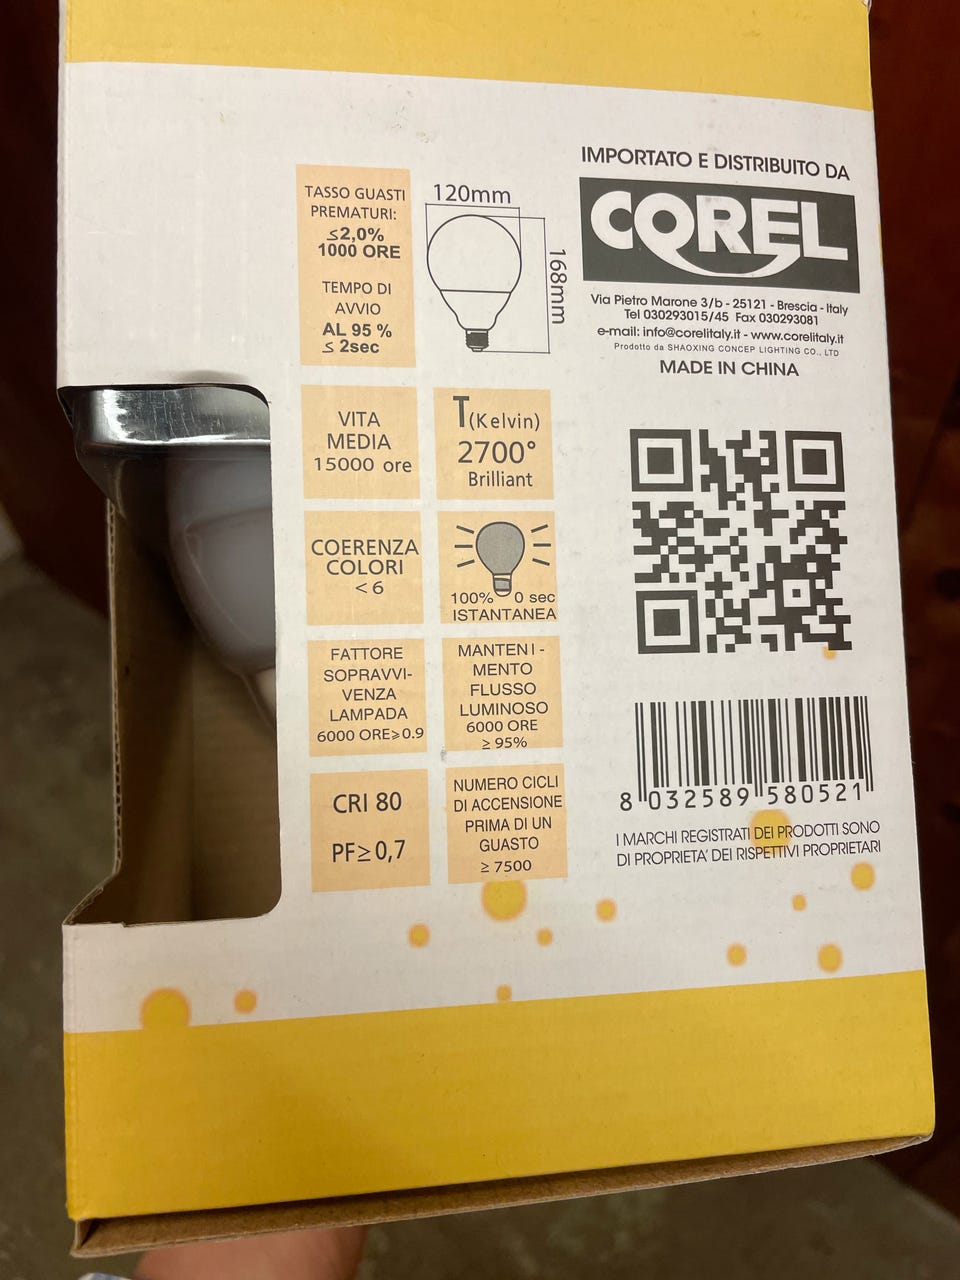 TASSO GUASTI
PREMATURI:
≤2,0%
1000 ORE
TEMPO DI
AVVIO
AL 95 %
≤ 2sec
120mm
168mm
IMPORTATO E DISTRIBUITO DA
COREL
Via Pietro Marone 3/b - 25121 - Brescia - Italy
Tel 030293015/45 Fax 030293081
e-mail: info@corelitaly.it - www.corelitaly.it
Prodotto da SHAOXING CONCEP LIGHTING CO., LTD
MADE IN CHINA
VITA
MEDIA
15000 ore
T(Kelvin)
2700°
Brilliant
COERENZA
COLORI
< 6
100% 0 sec
ISTANTANEA
FATTORE
SOPRAVVI-
VENZA
LAMPADA
6000 ORE≥0.9
MANTENI-
MENTO
FLUSSO
LUMINOSO
6000 ORE
≥ 95%
CRI 80
PF≥ 0,7
NUMERO CICLI
DI ACCENSIONE
PRIMA DI UN
GUASTO
≥ 7500
8 032589 580521
I MARCHI REGISTRATI DEI PRODOTTI SONO
DI PROPRIETA' DEI RISPETTIVI PROPRIETARI